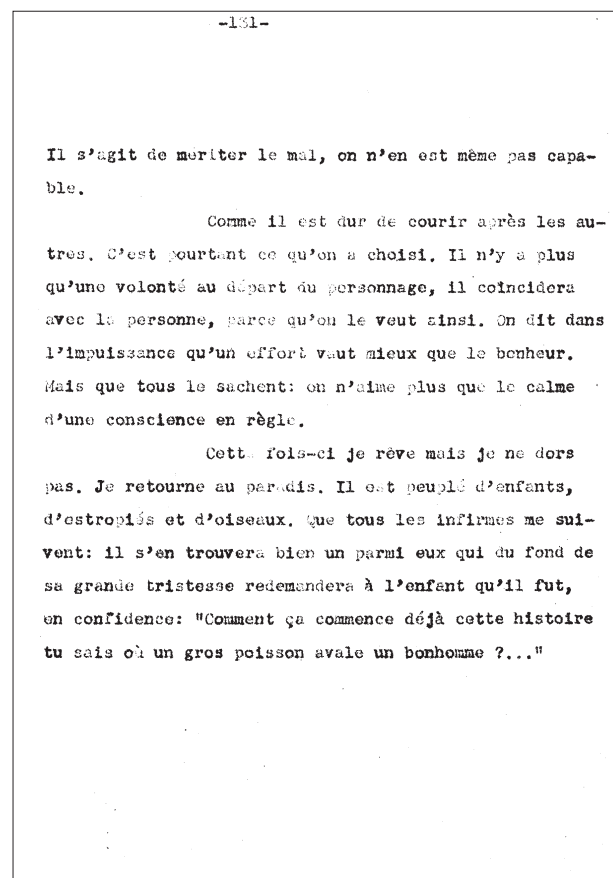 -131-
Il s'agit de mériter le mal, on n'en est même pas capa-
ble.
Comme il est dur de courir après les au-
tres. C'est pourtant ce qu'on a choisi. Il n'y a plus
qu'une volonté au départ du personnage, il coïncidera
avec la personne, parce qu'on le veut ainsi. On dit dans
l'impuissance qu'un effort vaut mieux que le bonheur.
Mais que tous le sachent: on n'aime plus que le calme
d'une conscience en règle.
Cette fois-ci je rêve mais je ne dors
pas. Je retourne au paradis. Il est peuplé d'enfants,
d'estropiés et d'oiseaux. Que tous les infirmes me sui-
vent: il s'en trouvera bien un parmi eux qui du fond de
sa grande tristesse redemandera à l'enfant qu'il fut,
en confidence: "Comment ça commence déjà cette histoire
tu sais où un gros poisson avale un bonhomme ?..."